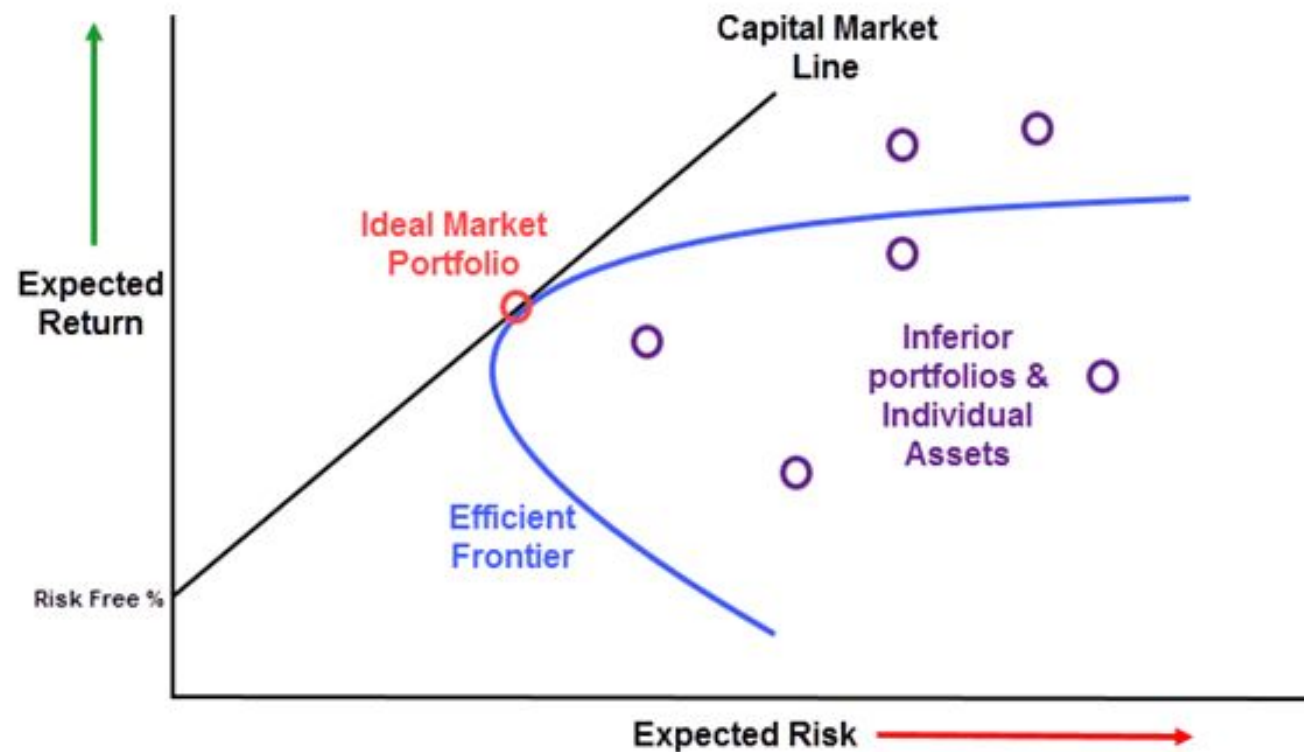 Capital Market
Line
Ideal Market
Portfolio
Expected
Return
Inferior
portfolios &
Individual
Assets
Efficient
Frontier
Risk Free %
Expected Risk